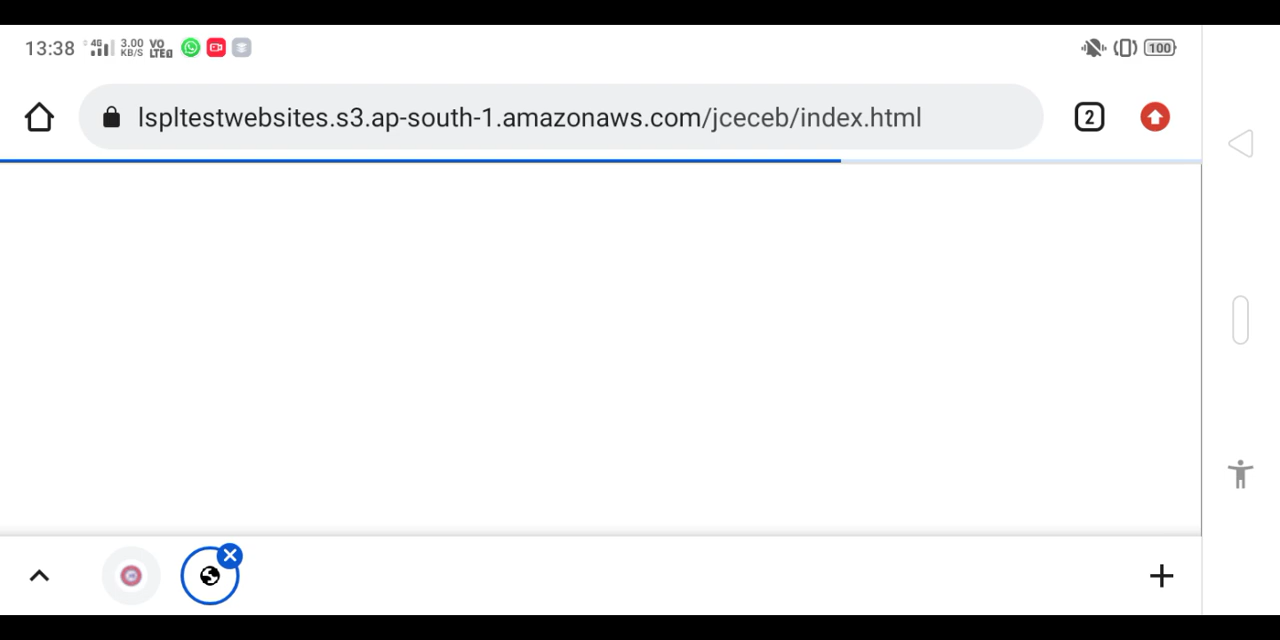 13:38 4G 3.00 KB/S VO LTE 100
lspltestwebsites.s3.ap-south-1.amazonaws.com/jceceb/index.html 2